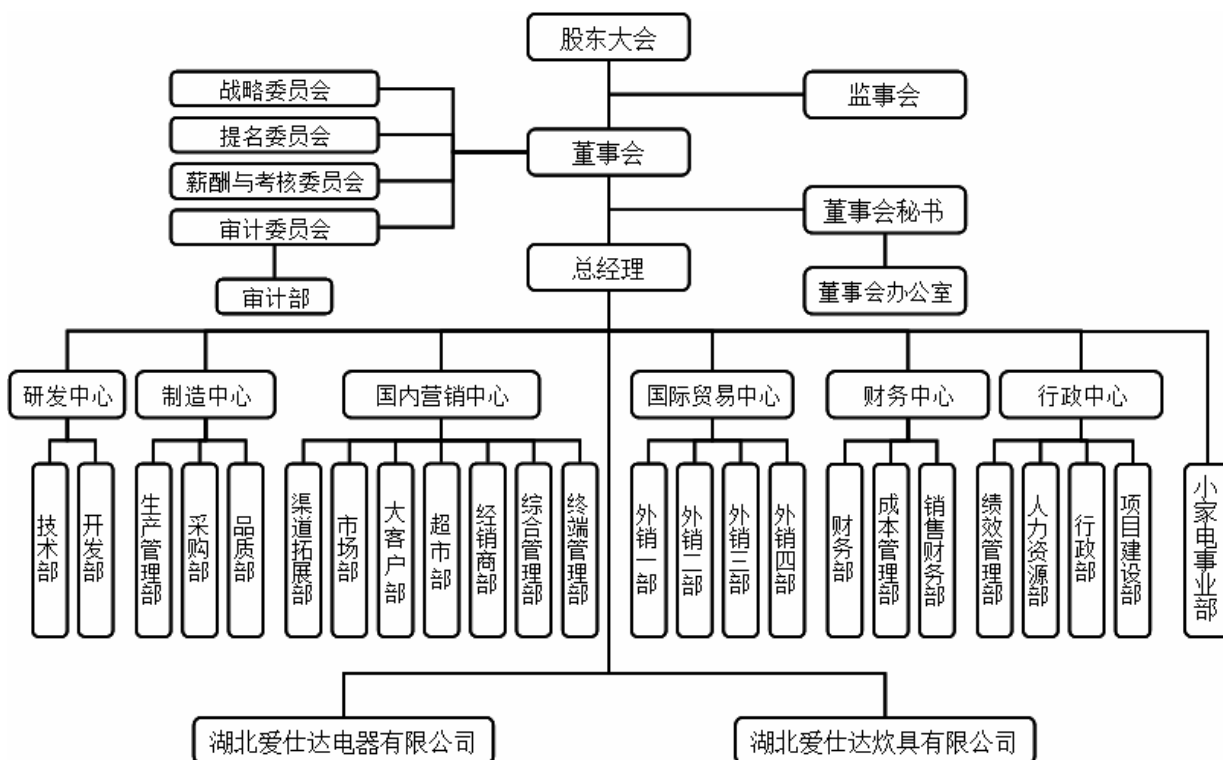 股东大会
战略委员会
监事会
提名委员会
董事会
薪酬与考核委员会
董事会秘书
审计委员会
总经理
董事会办公室
审计部
研发中心
制造中心
国内营销中心
国际贸易中心
财务中心
行政中心
技术部
开发部
生产管理部
采购部
品质部
渠道拓展部
市场部
大客户部
超市部
经销商部
综合管理部
终端管理部
外销一部
外销二部
外销三部
外销四部
财务部
成本管理部
销售财务部
绩效管理部
人力资源部
行政部
项目建设部
小家电事业部
湖北爱仕达电器有限公司
湖北爱仕达炊具有限公司